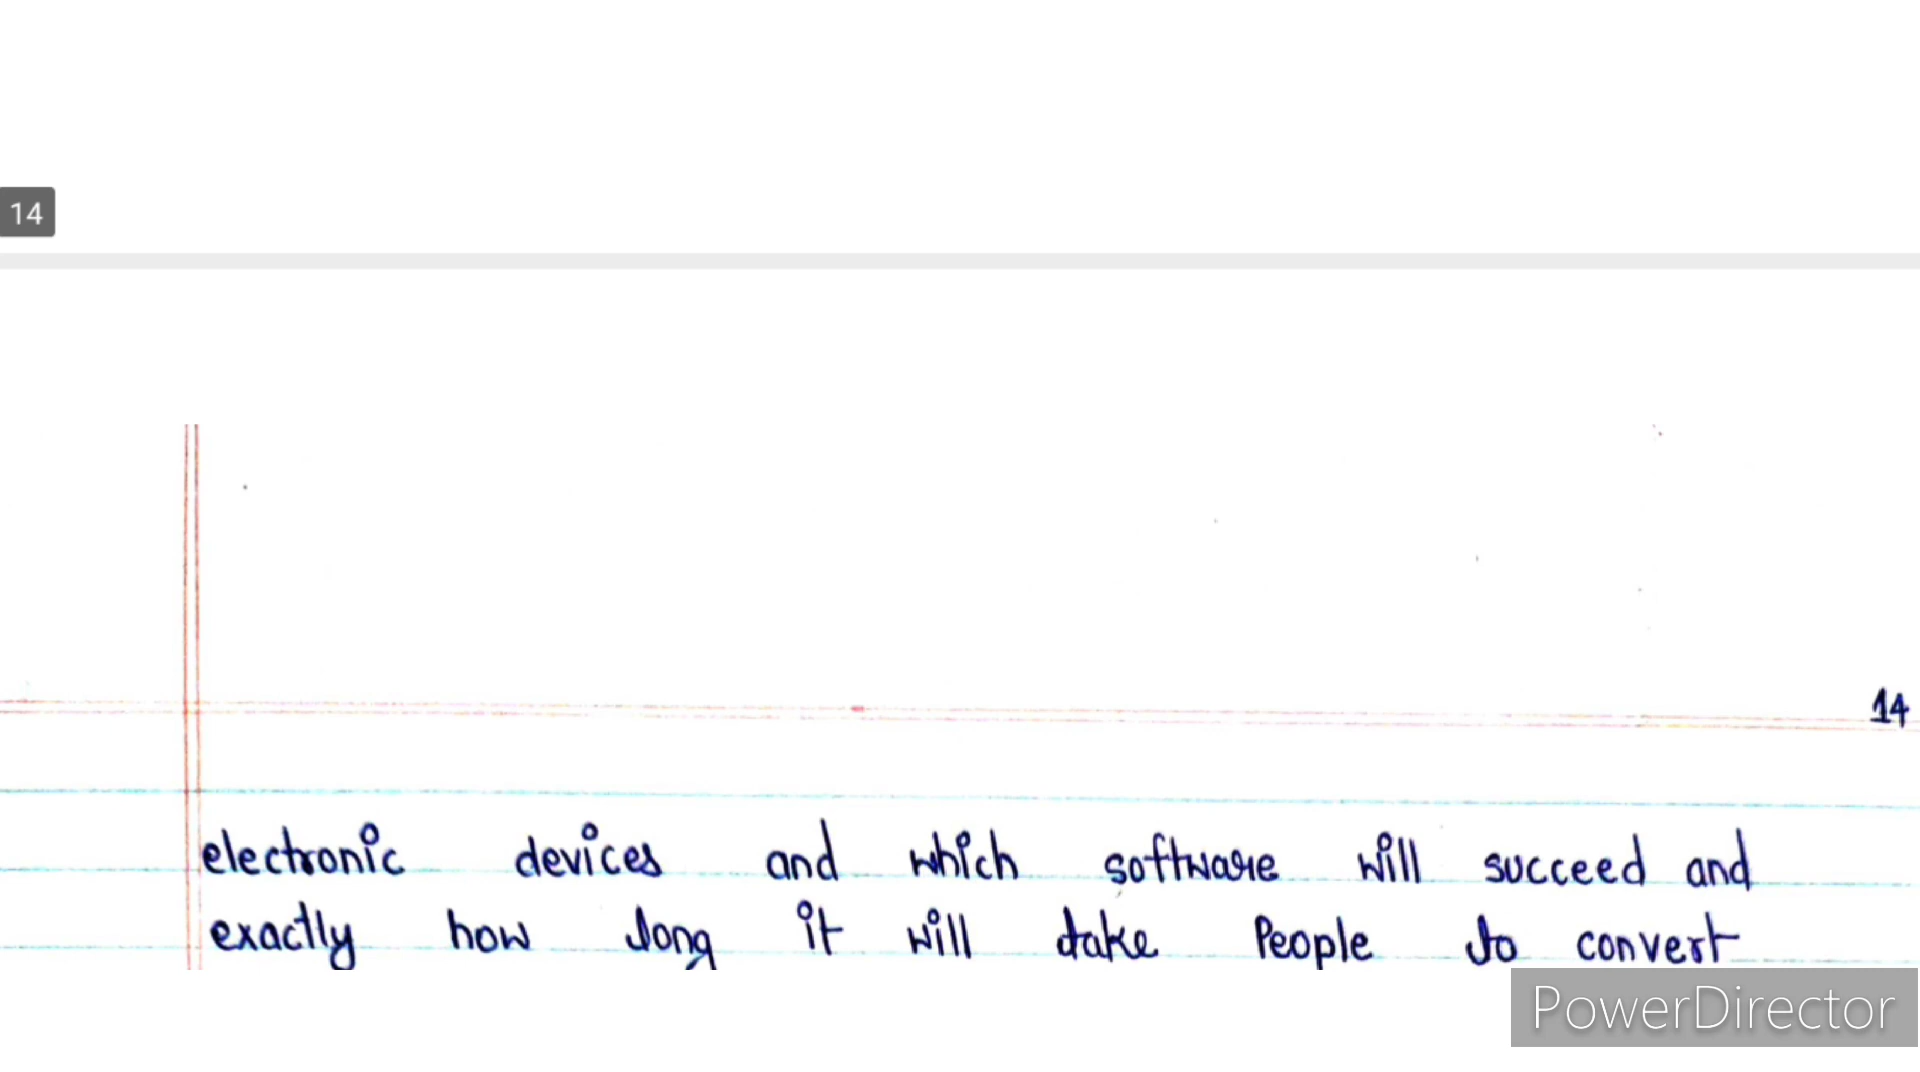 14
14
electronic devices and which software will succeed and
exactly how long it will take People to convert
PowerDirector